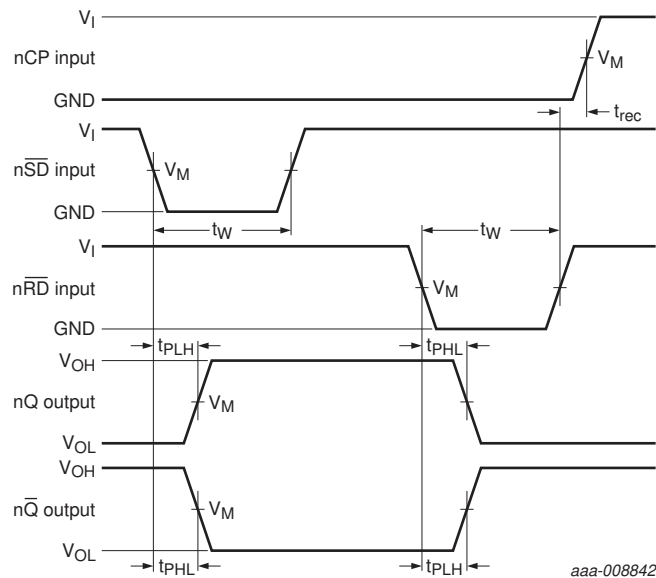 V_I
nCP input
V_M
GND
t_rec
V_I
nS̅D̅ input
V_M
GND
t_W
t_W
V_I
nR̅D̅ input
V_M
GND
t_PLH
t_PHL
V_OH
nQ output
V_M
V_OL
V_OH
nQ̅ output
V_M
V_OL
t_PHL
t_PLH
aaa-008842